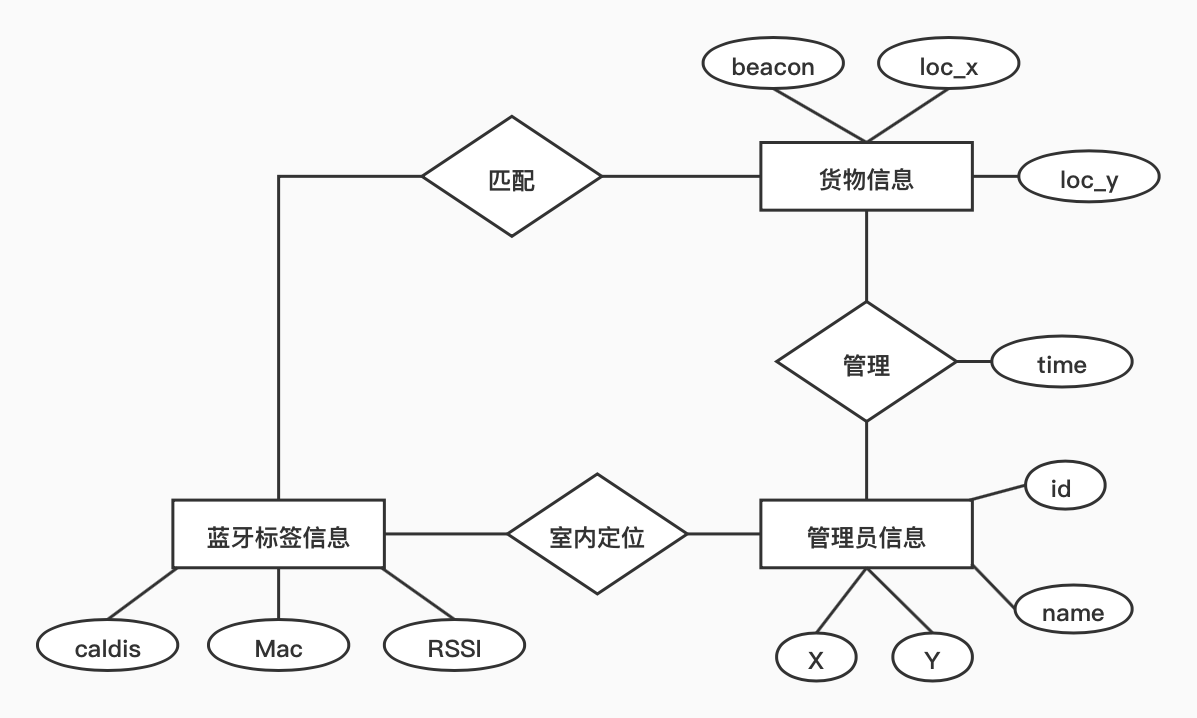 beacon
loc_x
匹配
货物信息
loc_y
管理
time
id
蓝牙标签信息
室内定位
管理员信息
name
caldis
Mac
RSSI
X
Y